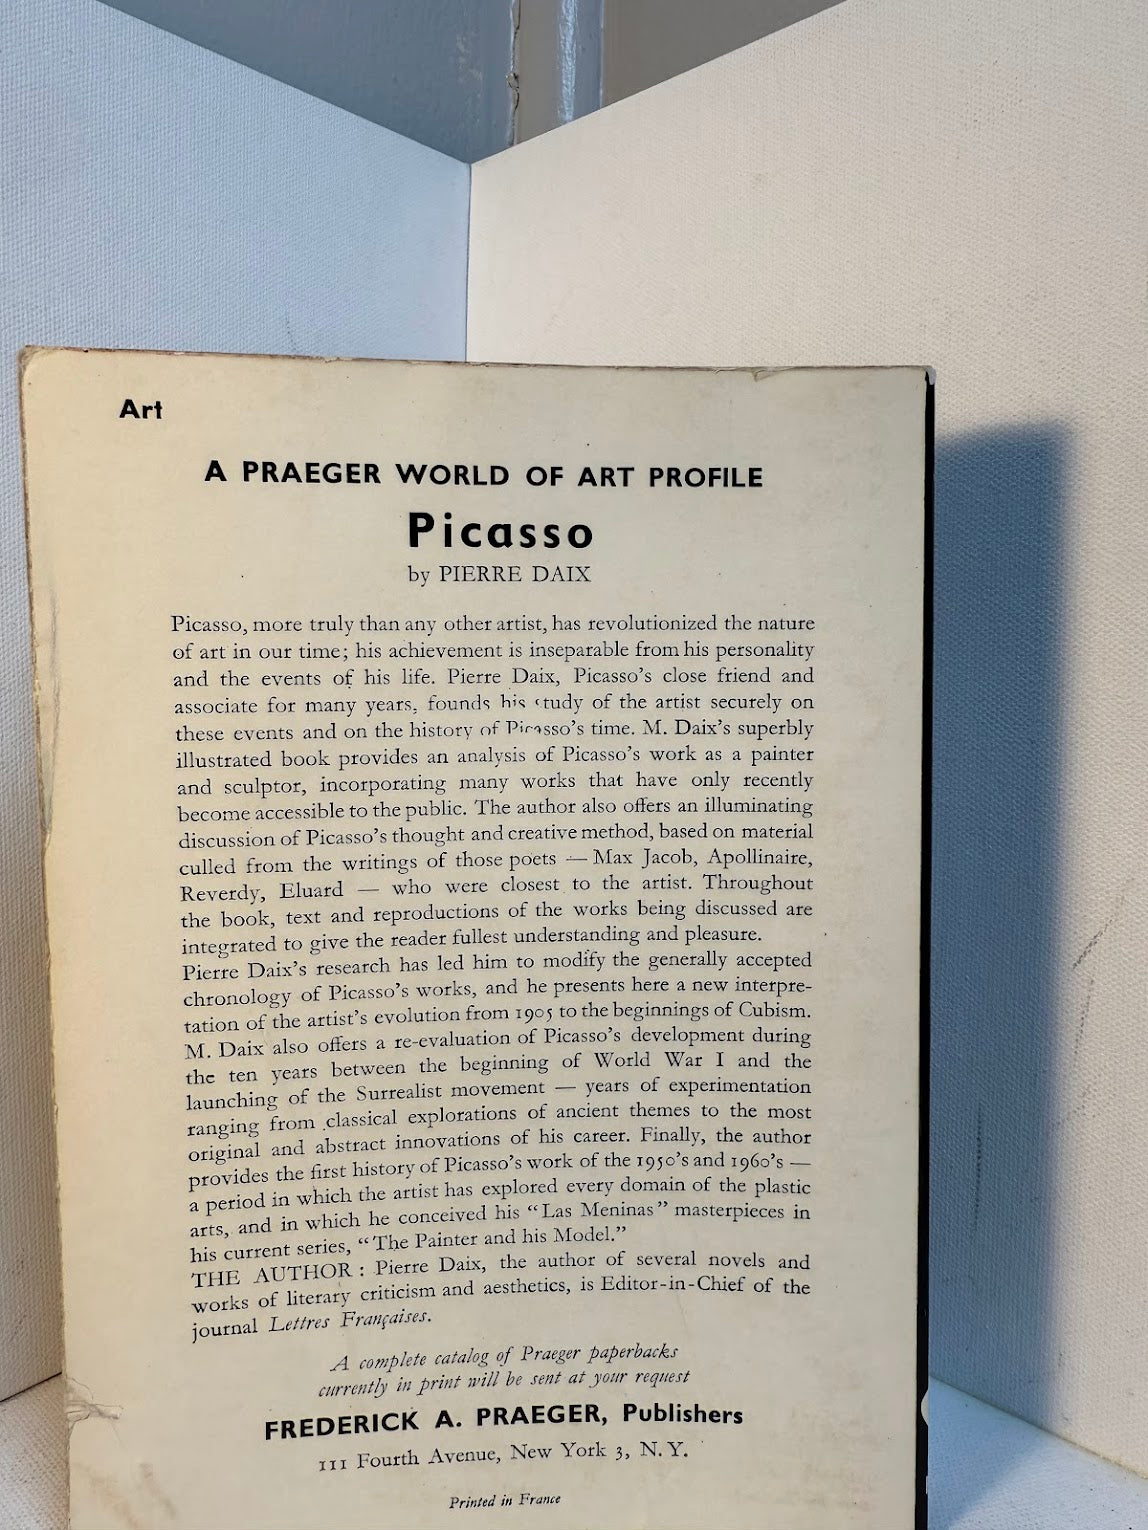 Art
A PRAEGER WORLD OF ART PROFILE
Picasso
by PIERRE DAIX
Picasso, more truly than any other artist, has revolutionized the nature
of art in our time; his achievement is inseparable from his personality
and the events of his life. Pierre Daix, Picasso's close friend and
associate for many years, founds his study of the artist securely on
these events and on the history of Picasso's time. M. Daix's superbly
illustrated book provides an analysis of Picasso's work as a painter
and sculptor, incorporating many works that have only recently
become accessible to the public. The author also offers an illuminating
discussion of Picasso's thought and creative method, based on material
culled from the writings of those poets — Max Jacob, Apollinaire,
Reverdy, Eluard — who were closest to the artist. Throughout
the book, text and reproductions of the works being discussed are
integrated to give the reader fullest understanding and pleasure.
Pierre Daix's research has led him to modify the generally accepted
chronology of Picasso's works, and he presents here a new interpre-
tation of the artist's evolution from 1905 to the beginnings of Cubism.
M. Daix also offers a re-evaluation of Picasso's development during
the ten years between the beginning of World War I and the
launching of the Surrealist movement — years of experimentation
ranging from classical explorations of ancient themes to the most
original and abstract innovations of his career. Finally, the author
provides the first history of Picasso's work of the 1950's and 1960's —
a period in which the artist has explored every domain of the plastic
arts, and in which he conceived his "Las Meninas" masterpieces in
his current series, "The Painter and his Model."
THE AUTHOR: Pierre Daix, the author of several novels and
works of literary criticism and aesthetics, is Editor-in-Chief of the
journal Lettres Françaises.
A complete catalog of Praeger paperbacks
currently in print will be sent at your request
FREDERICK A. PRAEGER, Publishers
111 Fourth Avenue, New York 3, N.Y.
Printed in France